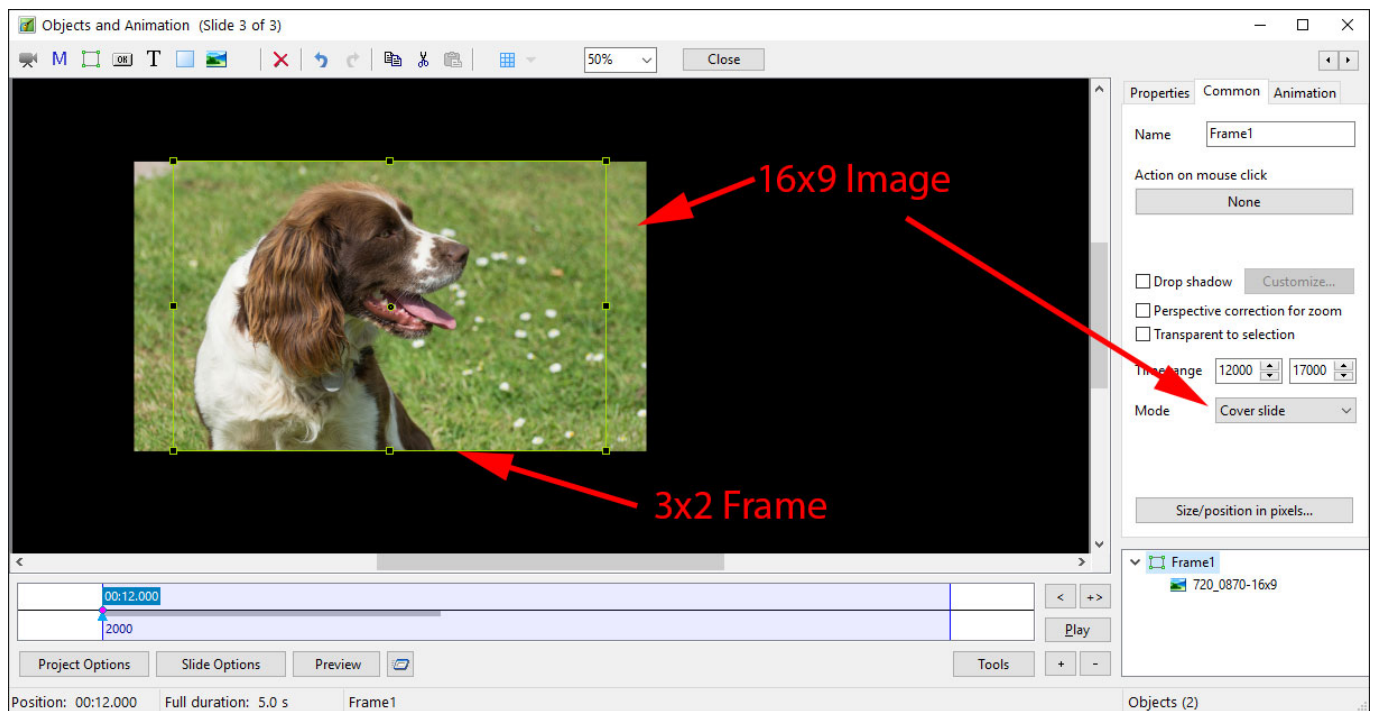 Objects and Animation (Slide 3 of 3)
M OK T 50% Close
Properties Common Animation
Name Frame1
Action on mouse click
None
16x9 Image
Drop shadow Customize...
Perspective correction for zoom
Transparent to selection
Time range 12000 17000
Mode Cover slide
3x2 Frame
Size/position in pixels...
Frame1
720_0870-16x9
00:12.000
2000
< +>
Play
Project Options Slide Options Preview Tools + -
Position: 00:12.000 Full duration: 5.0 s Frame1 Objects (2)